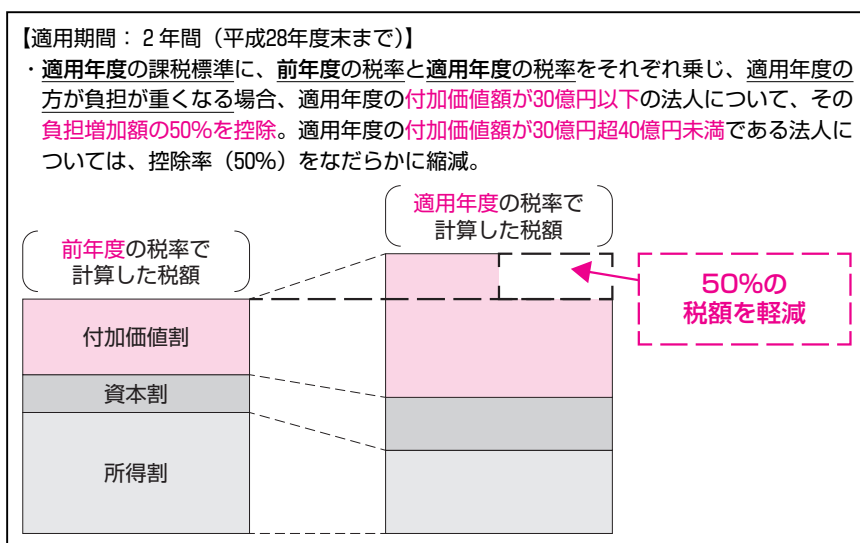 【適用期間：２年間（平成28年度末まで）】
・適用年度の課税標準に、前年度の税率と適用年度の税率をそれぞれ乗じ、適用年度の
方が負担が重くなる場合、適用年度の付加価値額が30億円以下の法人について、その
負担増加額の50%を控除。適用年度の付加価値額が30億円超40億円未満である法人に
ついては、控除率（50%）をなだらかに縮減。
適用年度の税率で
計算した税額
前年度の税率で
計算した税額
50%の
税額を軽減
付加価値割
資本割
所得割